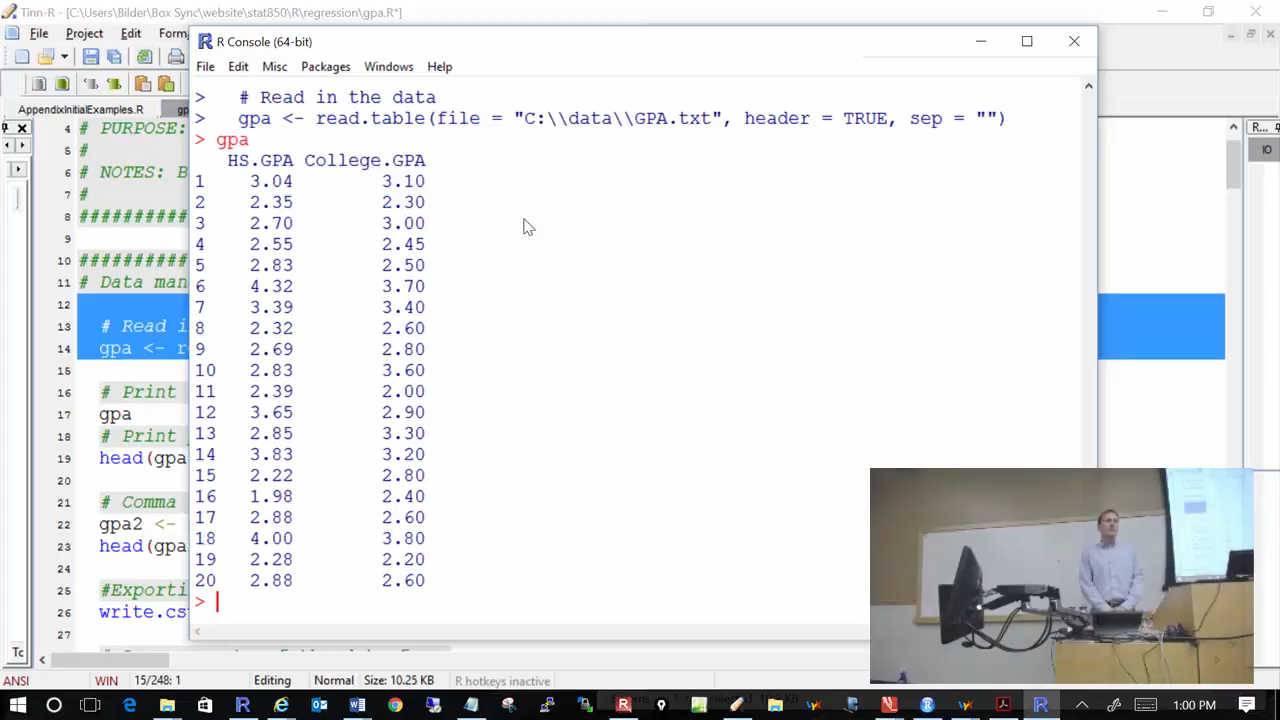 Tinn-R - [C:\Users\Bilder\Box Sync\website\stat850\R\regression\gpa.R*]
File Project Edit Form
R Console (64-bit)
File Edit Misc Packages Windows Help
AppendixInitialExamples.R gp
> # Read in the data
> gpa <- read.table(file = "C:\\data\\GPA.txt", header = TRUE, sep = "")
> gpa
HS.GPA College.GPA
1 3.04 3.10
2 2.35 2.30
3 2.70 3.00
4 2.55 2.45
5 2.83 2.50
6 4.32 3.70
7 3.39 3.40
8 2.32 2.60
9 2.69 2.80
10 2.83 3.60
11 2.39 2.00
12 3.65 2.90
13 2.85 3.30
14 3.83 3.20
15 2.22 2.80
16 1.98 2.40
17 2.88 2.60
18 4.00 3.80
19 2.28 2.20
20 2.88 2.60
>
4 # PURPOSE:
5 #
6 # NOTES: B
7 #
8 ##########
9
10 ##########
11 # Data man
12
13 # Read i
14 gpa <- r
15
16 # Print
17 gpa
18 # Print
19 head(gpa
20
21 # Comma
22 gpa2 <-
23 head(gpa
24
25 #Exporti
26 write.cs
27
R...
IO
Tc
ANSI WIN 15/248: 1 Editing Normal Size: 10.25 KB R hotkeys inactive
1:00 PM